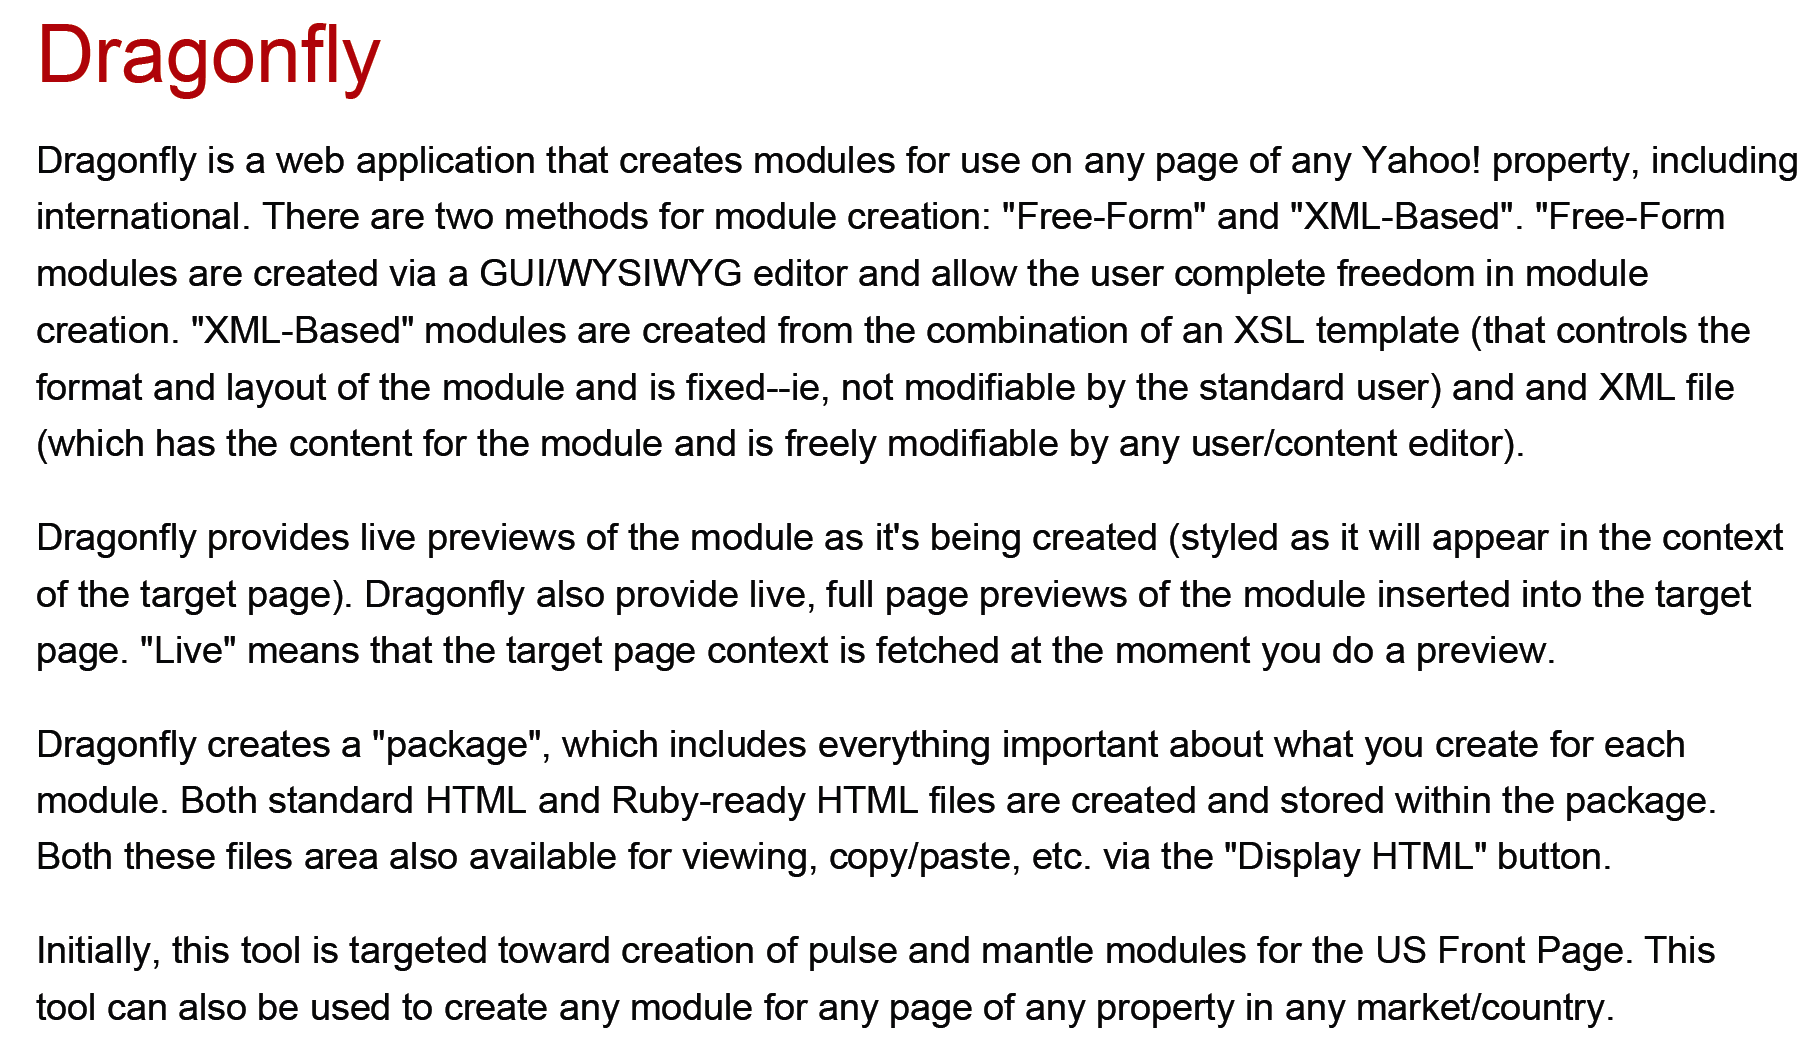 Dragonfly
Dragonfly is a web application that creates modules for use on any page of any Yahoo! property, including
international. There are two methods for module creation: "Free-Form" and "XML-Based". "Free-Form
modules are created via a GUI/WYSIWYG editor and allow the user complete freedom in module
creation. "XML-Based" modules are created from the combination of an XSL template (that controls the
format and layout of the module and is fixed--ie, not modifiable by the standard user) and and XML file
(which has the content for the module and is freely modifiable by any user/content editor).
Dragonfly provides live previews of the module as it's being created (styled as it will appear in the context
of the target page). Dragonfly also provide live, full page previews of the module inserted into the target
page. "Live" means that the target page context is fetched at the moment you do a preview.
Dragonfly creates a "package", which includes everything important about what you create for each
module. Both standard HTML and Ruby-ready HTML files are created and stored within the package.
Both these files area also available for viewing, copy/paste, etc. via the "Display HTML" button.
Initially, this tool is targeted toward creation of pulse and mantle modules for the US Front Page. This
tool can also be used to create any module for any page of any property in any market/country.